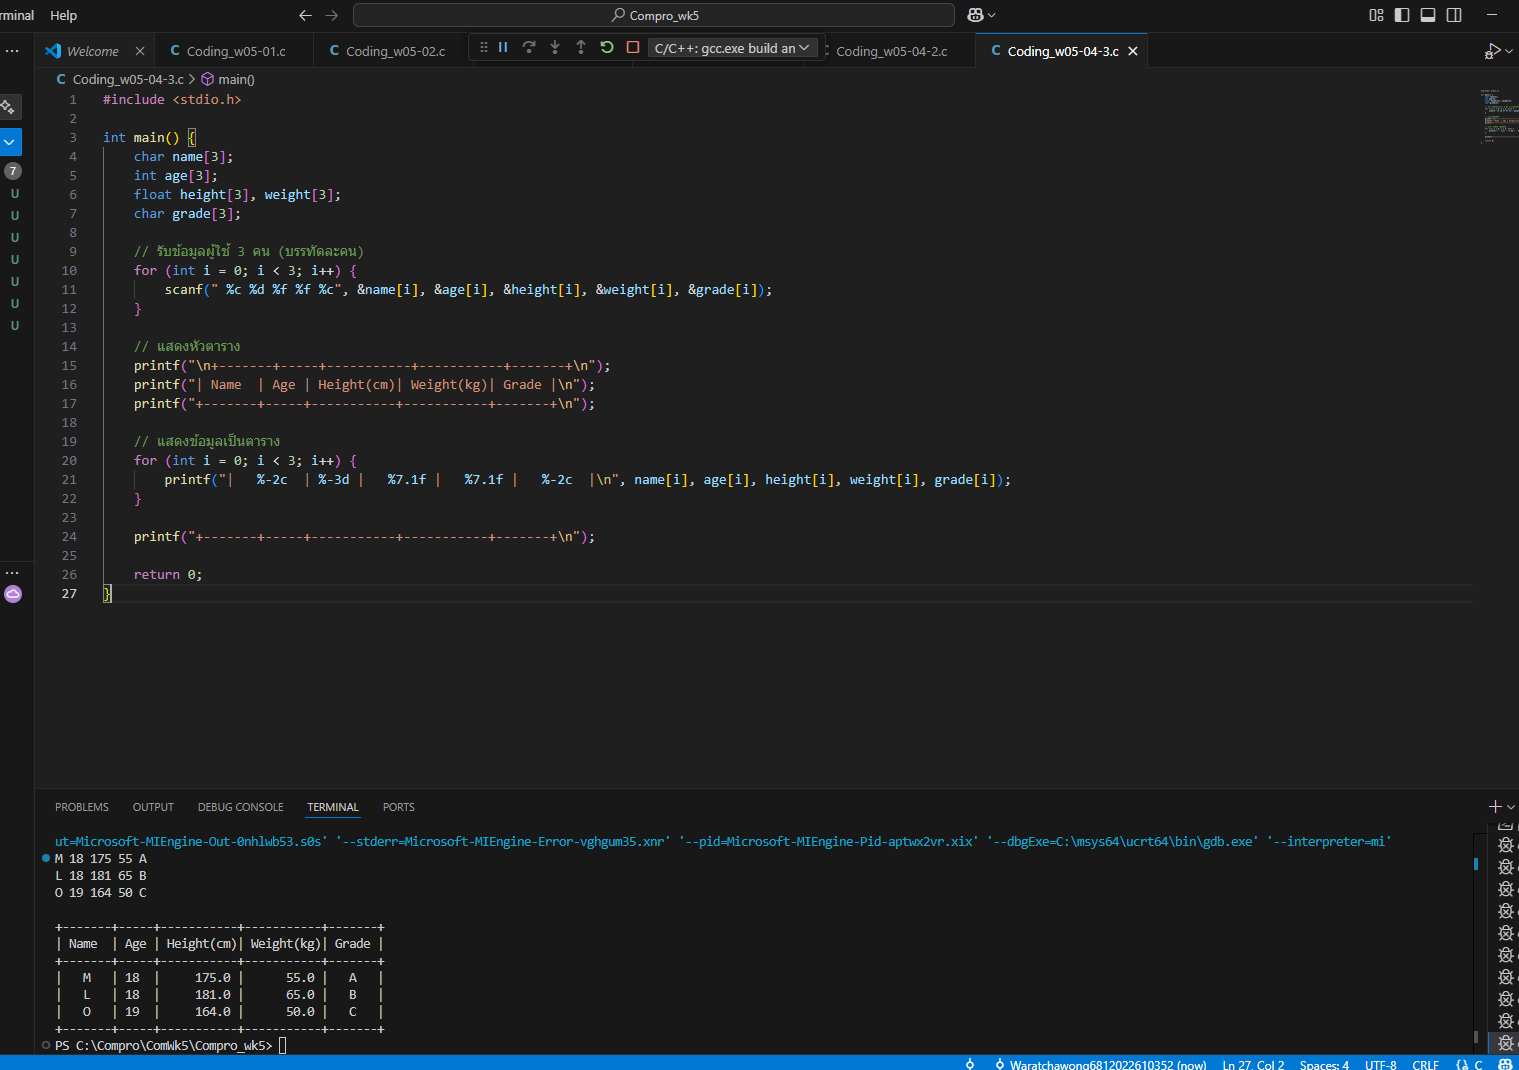 rminal Help
Compro_wk5
Welcome
Coding_w05-01.c
Coding_w05-02.c
C/C++: gcc.exe build an
Coding_w05-04-2.c
Coding_w05-04-3.c
Coding_w05-04-3.c > main()
7
U
U
U
U
U
U
U
1 #include <stdio.h>
2
3 int main() {
4     char name[3];
5     int age[3];
6     float height[3], weight[3];
7     char grade[3];
8
9     // รับข้อมูลผู้ใช้ 3 คน (บรรทัดละคน)
10     for (int i = 0; i < 3; i++) {
11         scanf(" %c %d %f %f %c", &name[i], &age[i], &height[i], &weight[i], &grade[i]);
12     }
13
14     // แสดงหัวตาราง
15     printf("\n+-------+-----+-----------+-----------+-------+\n");
16     printf("| Name  | Age | Height(cm)| Weight(kg)| Grade |\n");
17     printf("+-------+-----+-----------+-----------+-------+\n");
18
19     // แสดงข้อมูลเป็นตาราง
20     for (int i = 0; i < 3; i++) {
21         printf("|   %-2c  | %-3d |   %7.1f |   %7.1f |   %-2c  |\n", name[i], age[i], height[i], weight[i], grade[i]);
22     }
23
24     printf("+-------+-----+-----------+-----------+-------+\n");
25
26     return 0;
27 }
PROBLEMS OUTPUT DEBUG CONSOLE TERMINAL PORTS
ut=Microsoft-MIEngine-Out-0nhlwb53.s0s' '--stderr=Microsoft-MIEngine-Error-vghgum35.xnr' '--pid=Microsoft-MIEngine-Pid-aptwx2vr.xix' '--dbgExe=C:\msys64\ucrt64\bin\gdb.exe' '--interpreter=mi'
M 18 175 55 A
L 18 181 65 B
O 19 164 50 C
+-------+-----+-----------+-----------+-------+
| Name  | Age | Height(cm)| Weight(kg)| Grade |
+-------+-----+-----------+-----------+-------+
|   M   | 18  |     175.0 |      55.0 |   A   |
|   L   | 18  |     181.0 |      65.0 |   B   |
|   O   | 19  |     164.0 |      50.0 |   C   |
+-------+-----+-----------+-----------+-------+
PS C:\Compro\ComWk5\Compro_wk5>
Waratchawong6812022610352 (now) Ln 27, Col 2 Spaces: 4 UTF-8 CRLF {} C